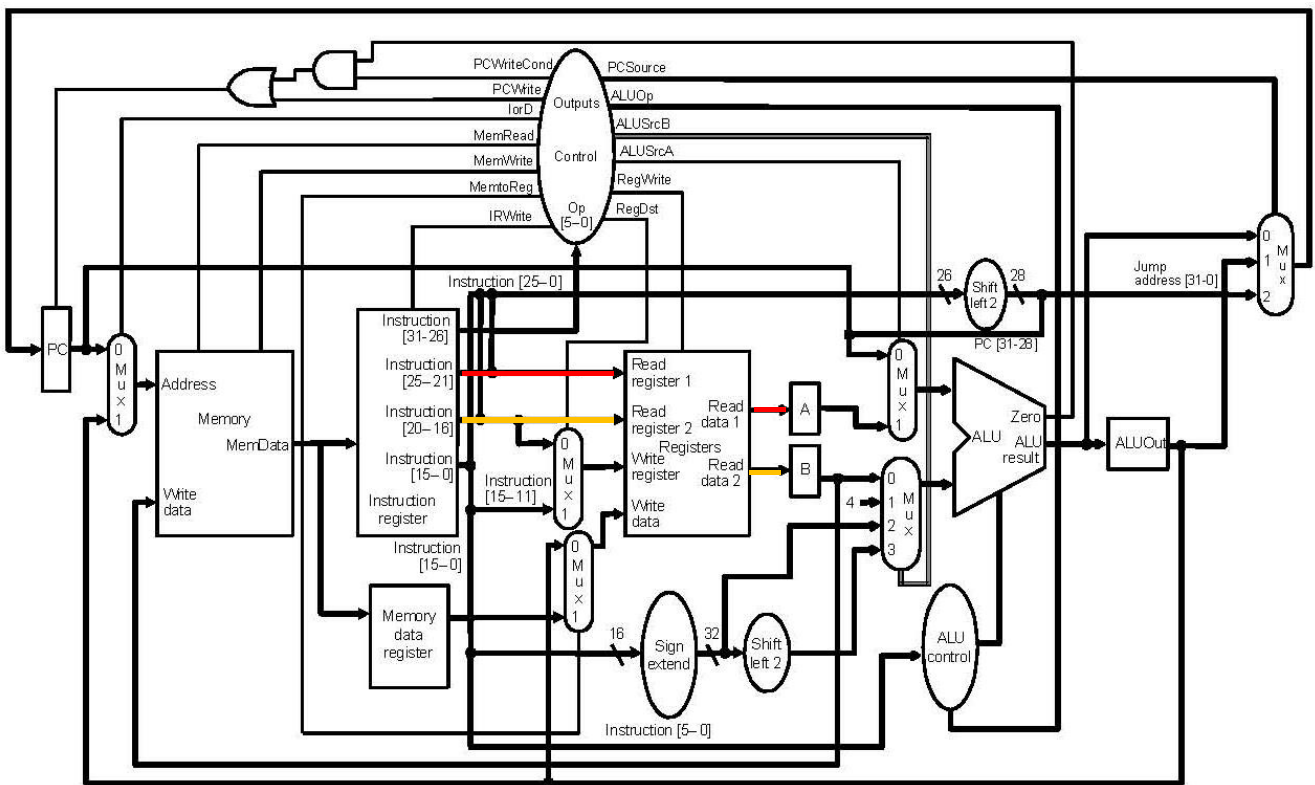 PCWriteCond
PCSource
PCWrite
ALUOp
IorD
Outputs
ALUSrcB
MemRead
Control
ALUSrcA
MemWrite
RegWrite
MemtoReg
Op
[5–0]
RegDst
IRWrite
0
1
2
M
u
x
Instruction [25–0]
26
Shift
left 2
28
Jump
address [31-0]
PC [31-28]
PC
0
M
u
x
1
Address
Memory
MemData
Write
data
Instruction
[31-26]
Instruction
[25–21]
Instruction
[20–16]
Instruction
[15–0]
Instruction
register
Instruction
[15–11]
0
M
u
x
1
Read
register 1
Read
register 2
Write
register
Write
data
Registers
Read
data 1
Read
data 2
A
B
0
M
u
x
1
4
0
1
2
3
M
u
x
Zero
ALU
ALU
result
ALUOut
Instruction
[15–0]
0
M
u
x
1
Memory
data
register
16
Sign
extend
32
Shift
left 2
ALU
control
Instruction [5–0]